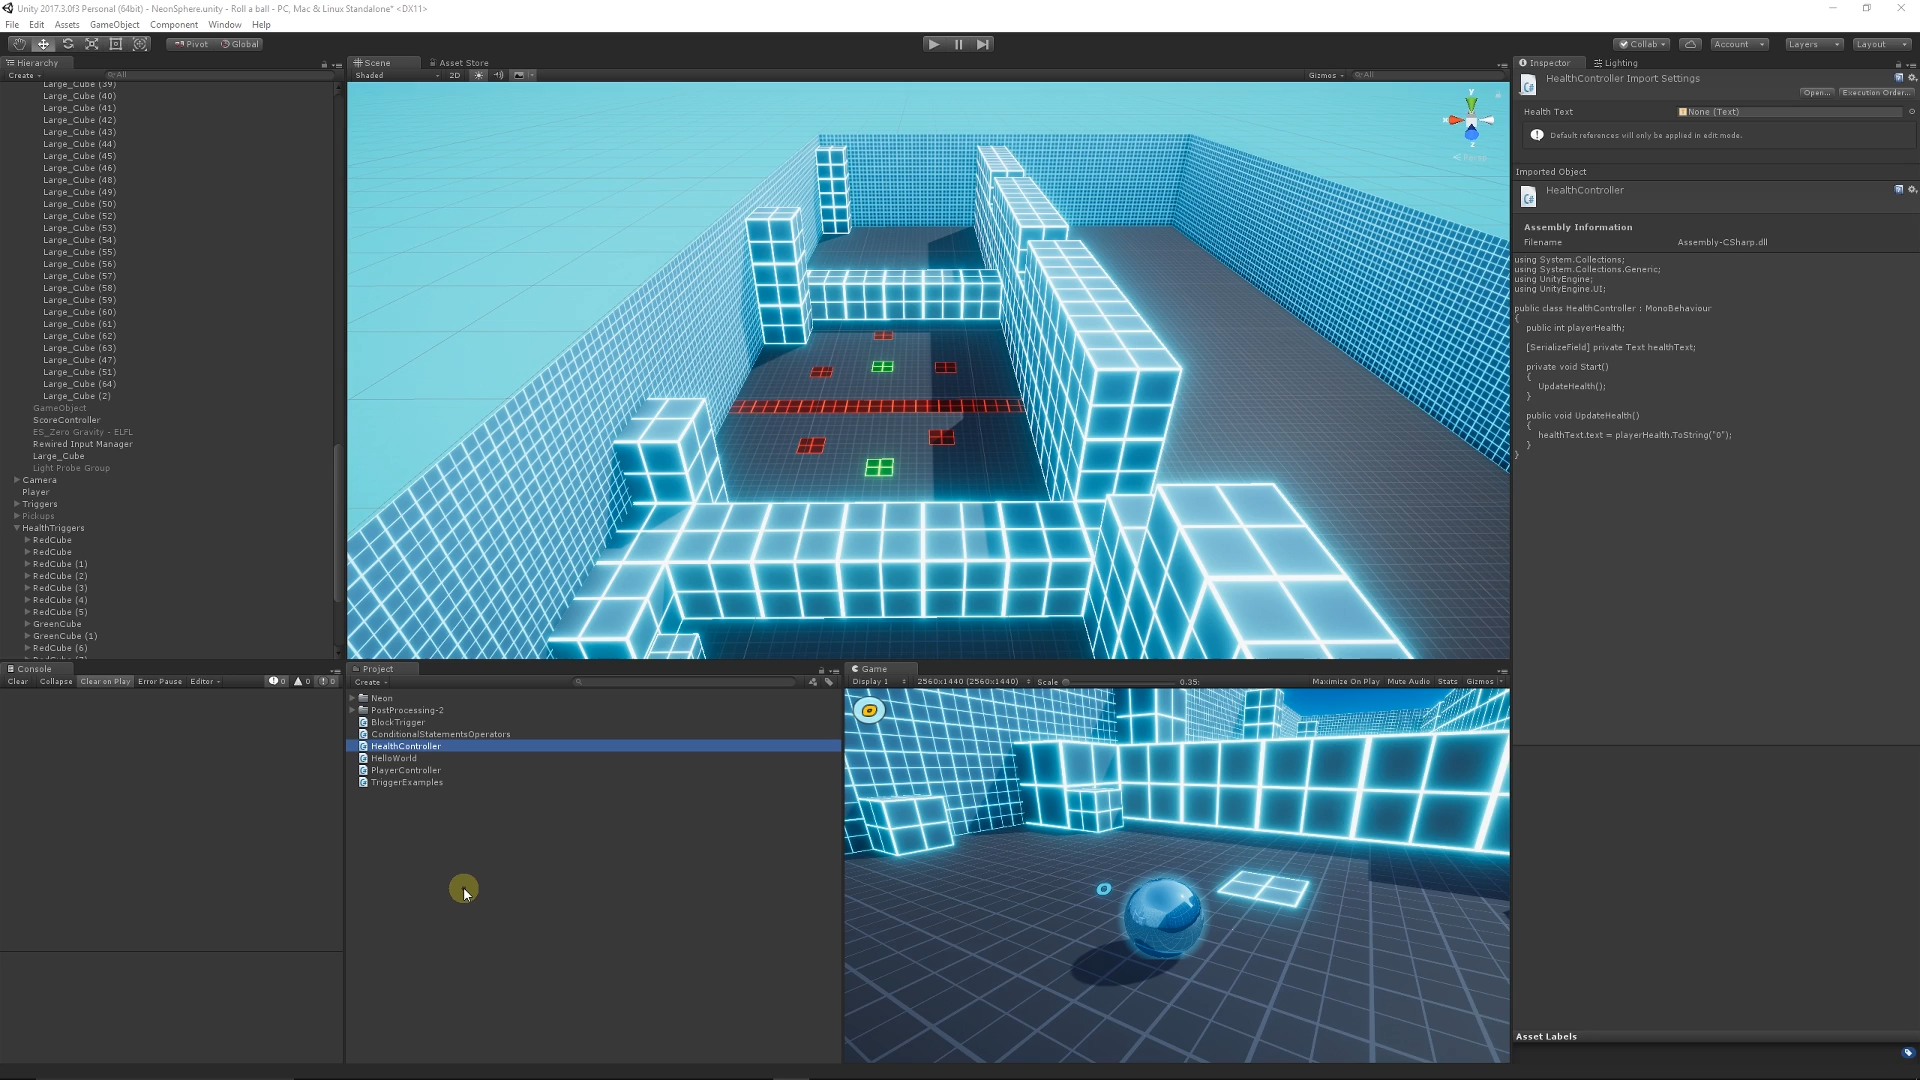 Unity 2017.3.0f3 Personal (64bit) - NeonSphere.unity - Roll a ball - PC, Mac & Linux Standalone* <DX11>
File Edit Assets GameObject Component Window Help
Pivot Global
Collab Account Layers Layout
Hierarchy
Create All
Large_Cube (39)
Large_Cube (40)
Large_Cube (41)
Large_Cube (42)
Large_Cube (43)
Large_Cube (44)
Large_Cube (45)
Large_Cube (46)
Large_Cube (48)
Large_Cube (49)
Large_Cube (50)
Large_Cube (52)
Large_Cube (53)
Large_Cube (54)
Large_Cube (55)
Large_Cube (56)
Large_Cube (57)
Large_Cube (58)
Large_Cube (59)
Large_Cube (60)
Large_Cube (61)
Large_Cube (62)
Large_Cube (63)
Large_Cube (47)
Large_Cube (51)
Large_Cube (64)
Large_Cube (2)
GameObject
ScoreController
ES_Zero Gravity - ELFL
Rewired Input Manager
Large_Cube
Light Probe Group
Camera
Player
Triggers
Pickups
HealthTriggers
RedCube
RedCube
RedCube (1)
RedCube (2)
RedCube (3)
RedCube (4)
RedCube (5)
GreenCube
GreenCube (1)
RedCube (6)
Scene Asset Store
Shaded 2D Gizmos All
y
x
z
Persp
Inspector Lighting
HealthController Import Settings
Open... Execution Order...
Health Text None (Text)
Default references will only be applied in edit mode.
Imported Object
HealthController
Assembly Information
Filename Assembly-CSharp.dll
using System.Collections;
using System.Collections.Generic;
using UnityEngine;
using UnityEngine.UI;
public class HealthController : MonoBehaviour
{
public int playerHealth;
[SerializeField] private Text healthText;
private void Start()
{
UpdateHealth();
}
public void UpdateHealth()
{
healthText.text = playerHealth.ToString("0");
}
}
Asset Labels
Console
Clear Collapse Clear on Play Error Pause Editor 0 0 0
Project
Create
Neon
PostProcessing-2
BlockTrigger
ConditionalStatementsOperators
HealthController
HelloWorld
PlayerController
TriggerExamples
Game
Display 1 2560x1440 (2560x1440) Scale 0.35: Maximize On Play Mute Audio Stats Gizmos